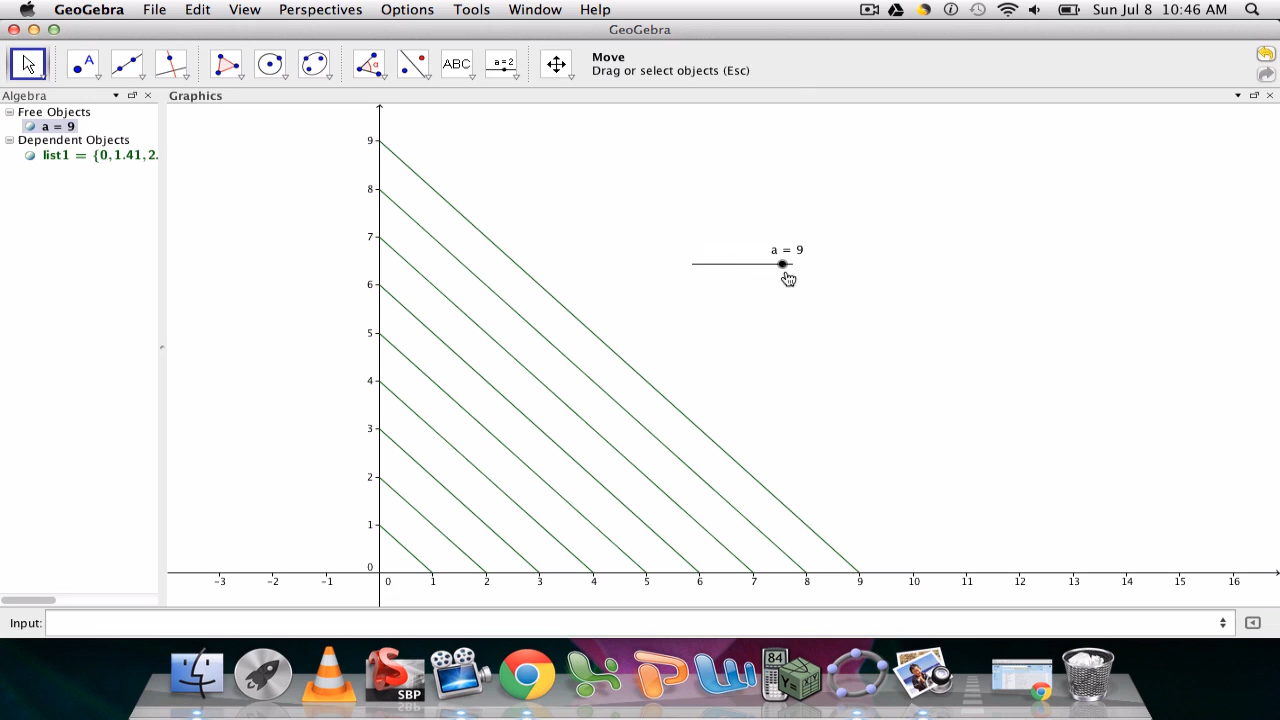 GeoGebra File Edit View Perspectives Options Tools Window Help Sun Jul 8 10:46 AM
GeoGebra
A ABC a=2 α
Move
Drag or select objects (Esc)
Algebra Graphics
Free Objects
a = 9
Dependent Objects
list1 = {0,1.41,2.
9
8
7
6
5
4
3
2
1
0
a = 9
-3 -2 -1 0 1 2 3 4 5 6 7 8 9 10 11 12 13 14 15 16
Input:
84
Y=
SBP